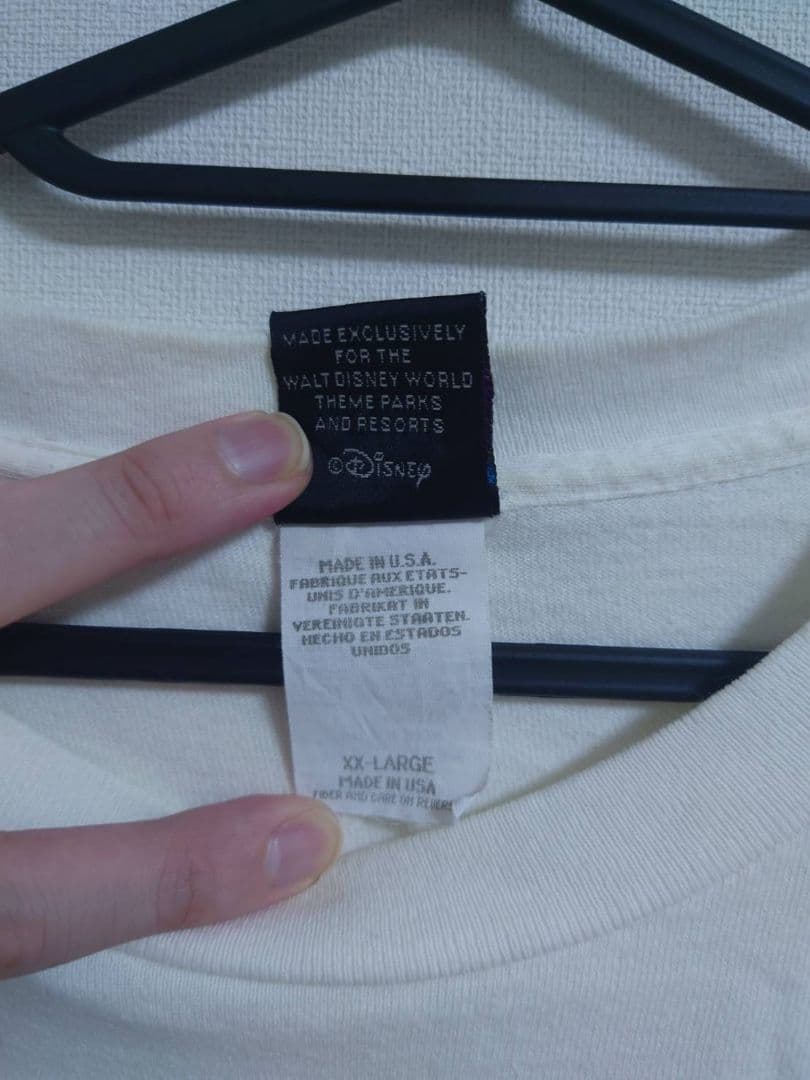 MADE EXCLUSIVELY
FOR THE
WALT DISNEY WORLD
THEME PARKS
AND RESORTS
©Disney
MADE IN U.S.A.
FABRIQUE AUX ETATS-
UNIS D'AMERIQUE.
FABRIKAT IN
VEREINIGTE STAATEN.
HECHO EN ESTADOS
UNIDOS
XX-LARGE
MADE IN USA
FIBER AND CARE ON REVERS